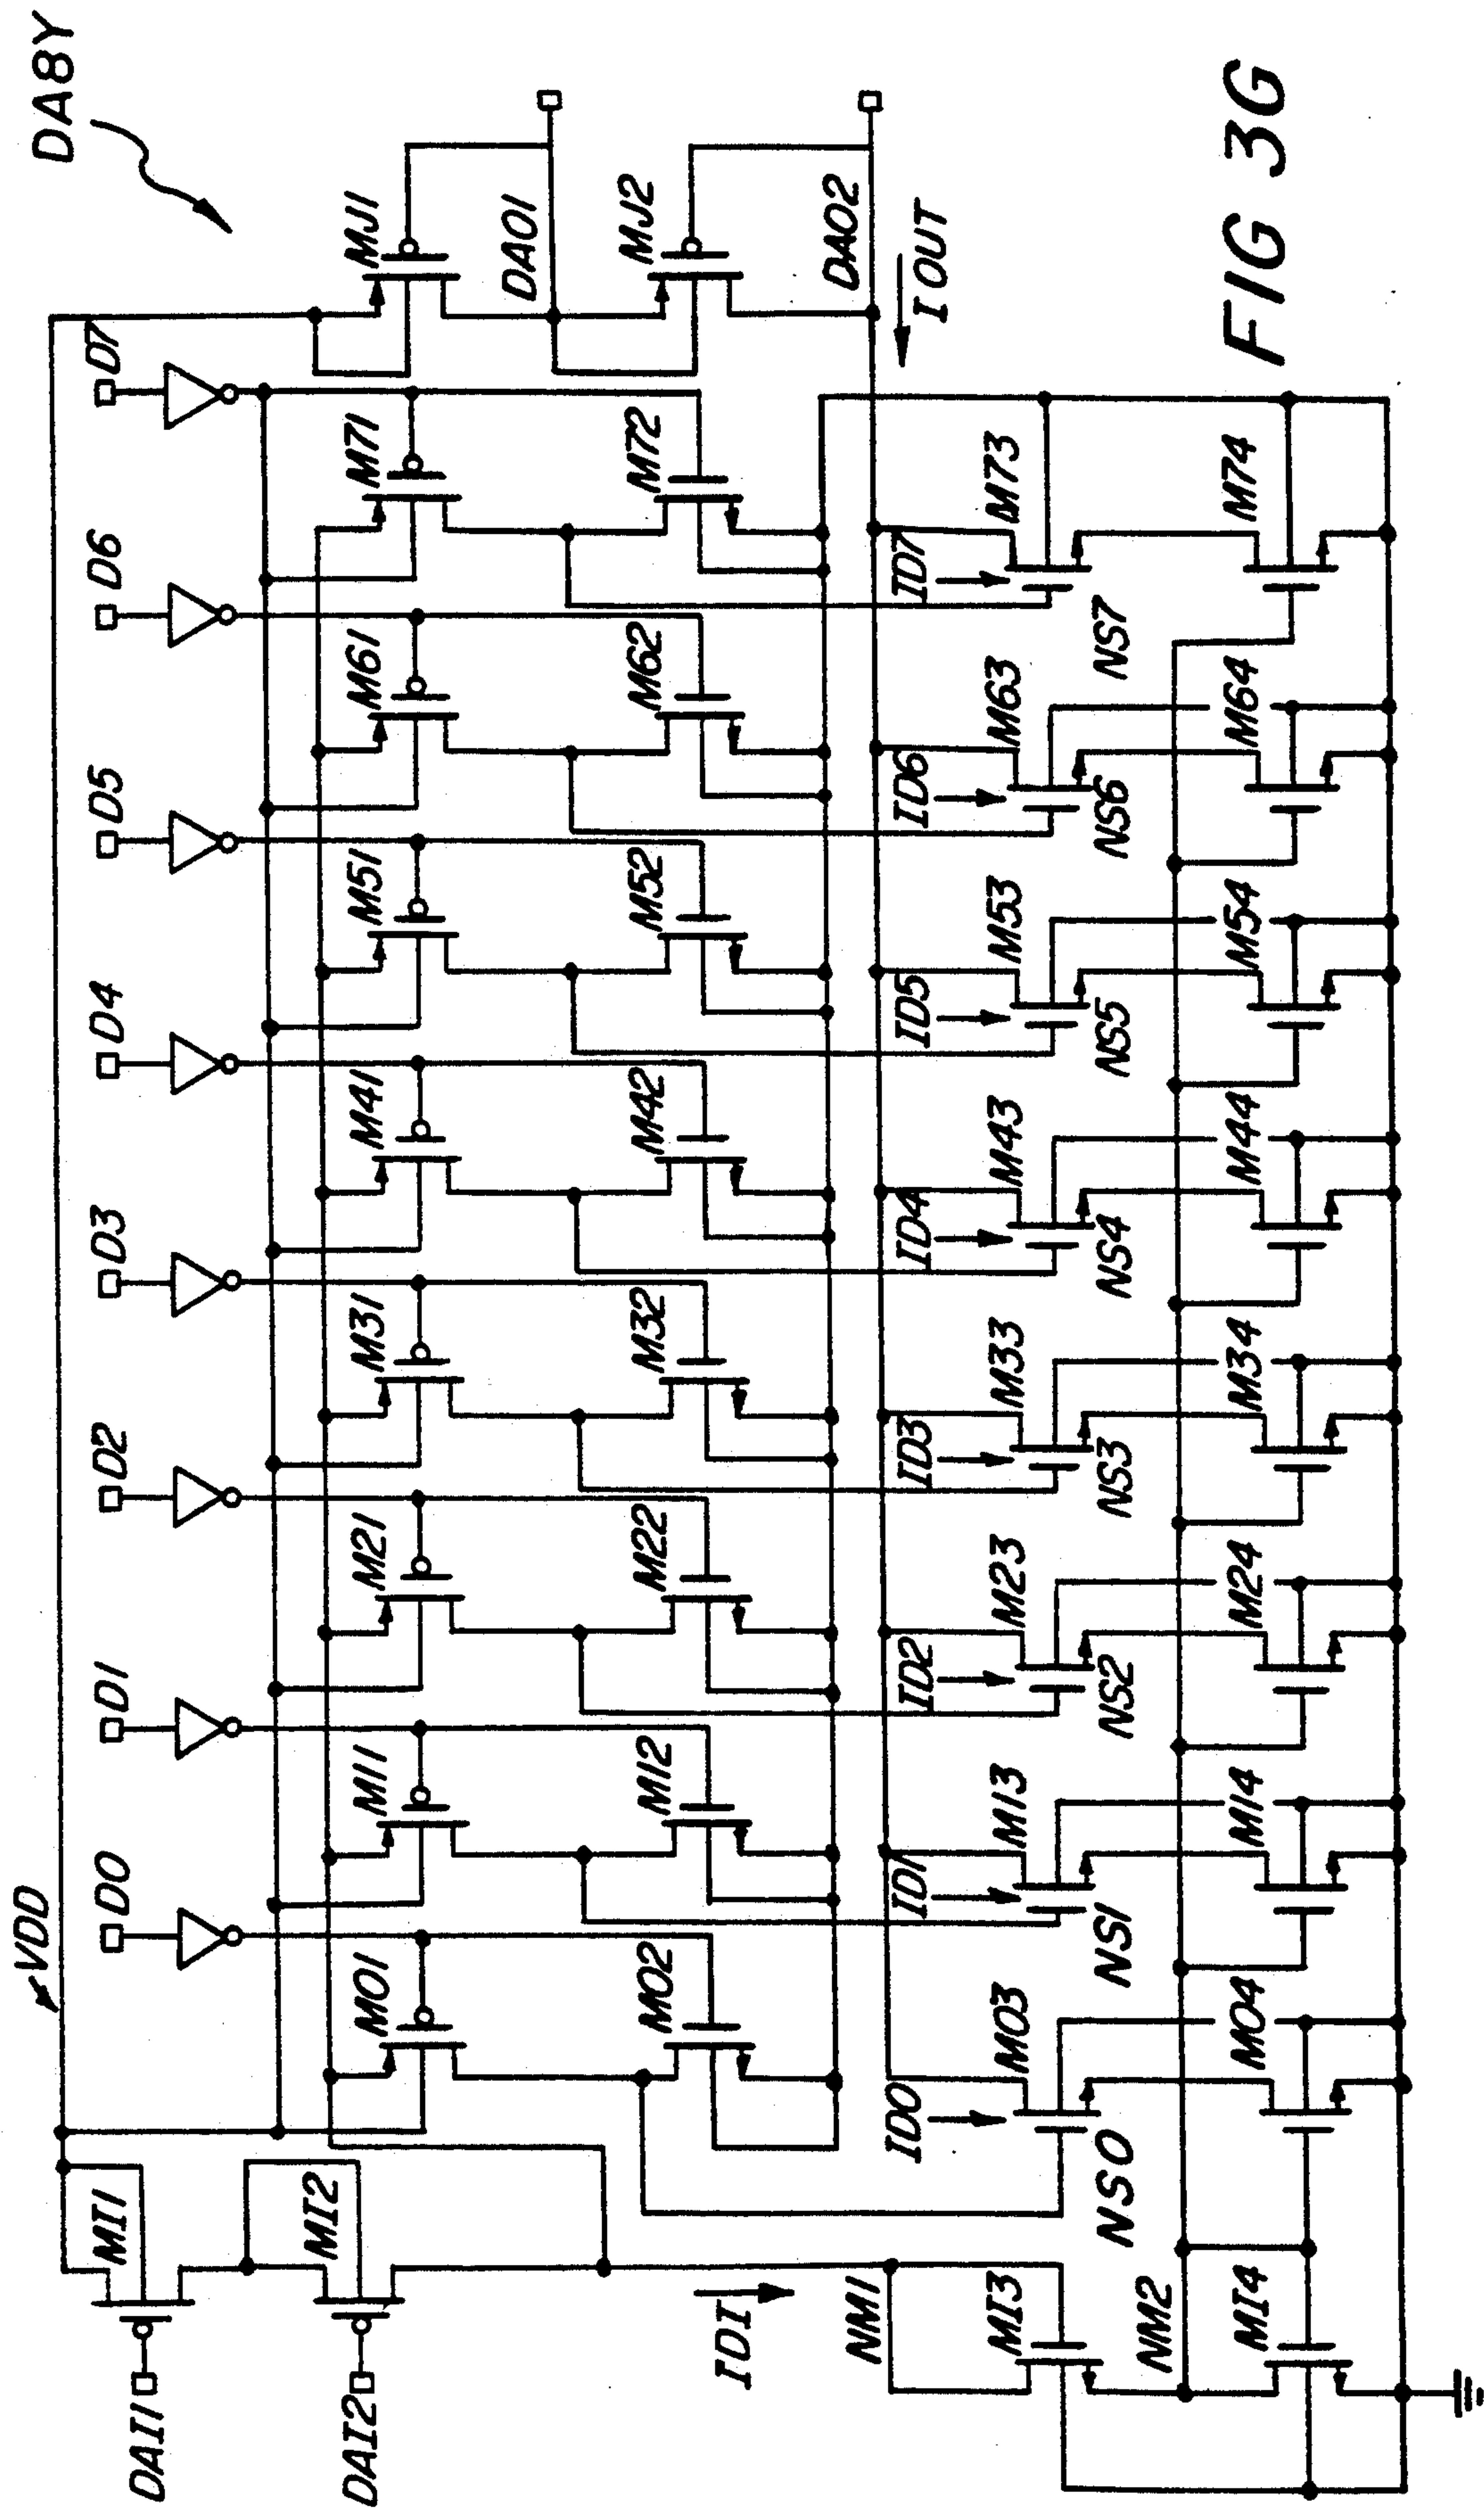 DA8Y
VDD
D0
D1
D2
D3
D4
D5
D6
D7
DAI1
MI1
M01
M11
M21
M31
M41
M51
M61
M71
MJ1
DAI2
MI2
M02
M12
M22
M32
M42
M52
M62
M72
DAO1
MJ2
DAO2
IDI
I OUT
NM1
ID0
ID1
ID2
ID3
ID4
ID5
ID6
ID7
MI3
M03
M13
M23
M33
M43
M53
M63
M73
NM2
NS0
NS1
NS2
NS3
NS4
NS5
NS6
NS7
MI4
M04
M14
M24
M34
M44
M54
M64
M74
FIG 3G